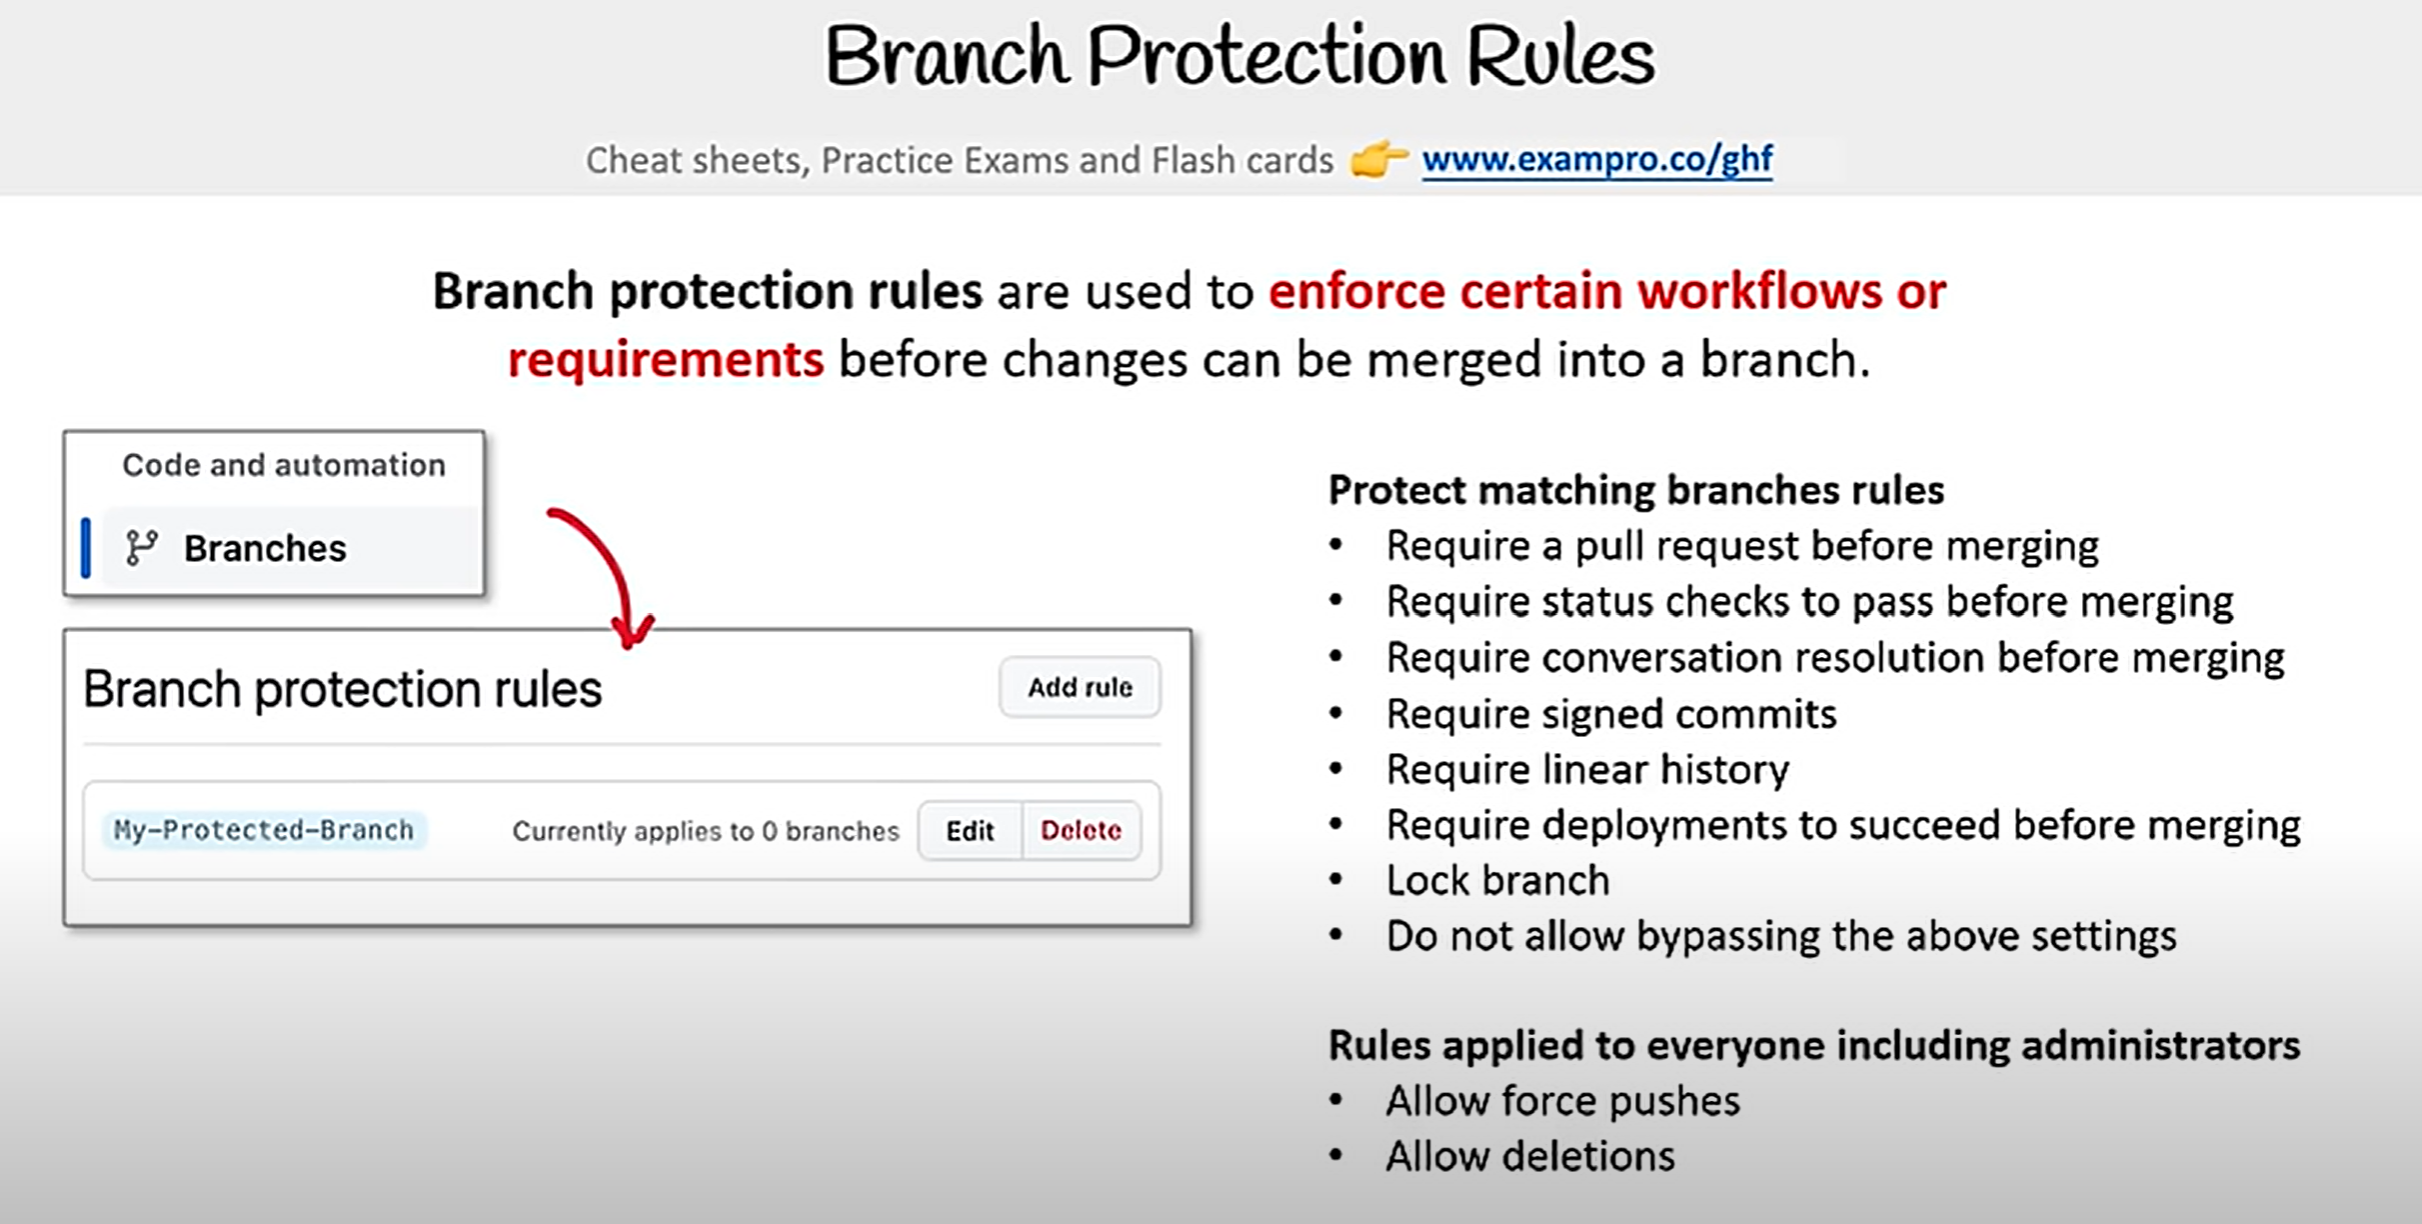 Branch Protection Rules
Cheat sheets, Practice Exams and Flash cards 👉 www.exampro.co/ghf
Branch protection rules are used to enforce certain workflows or
requirements before changes can be merged into a branch.
Code and automation
Branches
Branch protection rules
Add rule
My-Protected-Branch
Currently applies to 0 branches
Edit
Delete
Protect matching branches rules
• Require a pull request before merging
• Require status checks to pass before merging
• Require conversation resolution before merging
• Require signed commits
• Require linear history
• Require deployments to succeed before merging
• Lock branch
• Do not allow bypassing the above settings
Rules applied to everyone including administrators
• Allow force pushes
• Allow deletions